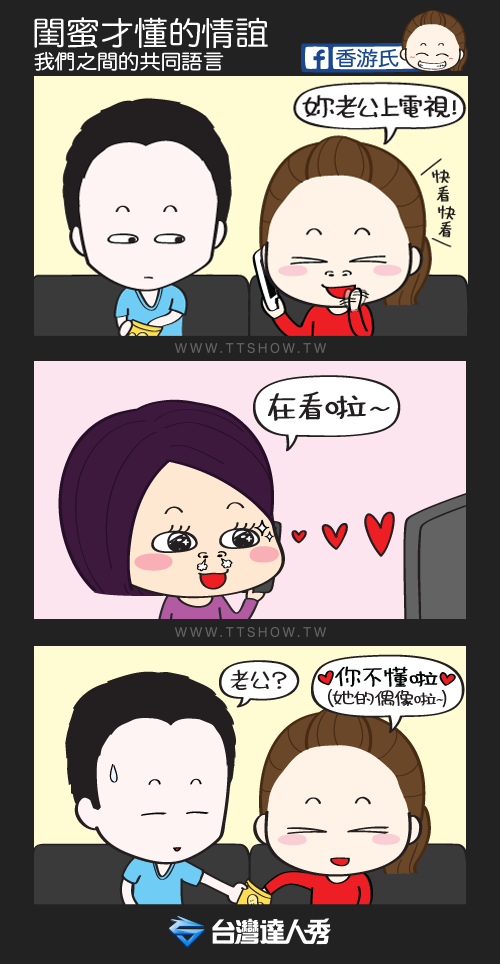 閨蜜才懂的情誼
我們之間的共同語言
香游氏
妳老公上電視!
快看快看
WWW.TTSHOW.TW
在看啦~
WWW.TTSHOW.TW
老公?
你不懂啦
(她的偶像啦~)
台灣達人秀